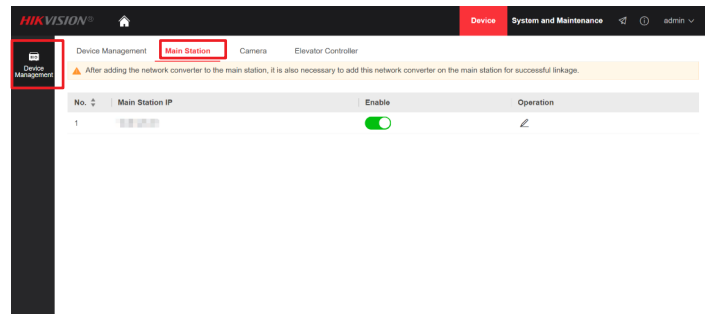 HIKVISION® Device System and Maintenance admin
Device Management
Device Management Main Station Camera Elevator Controller
After adding the network converter to the main station, it is also necessary to add this network converter on the main station for successful linkage.
No. Main Station IP Enable Operation
1